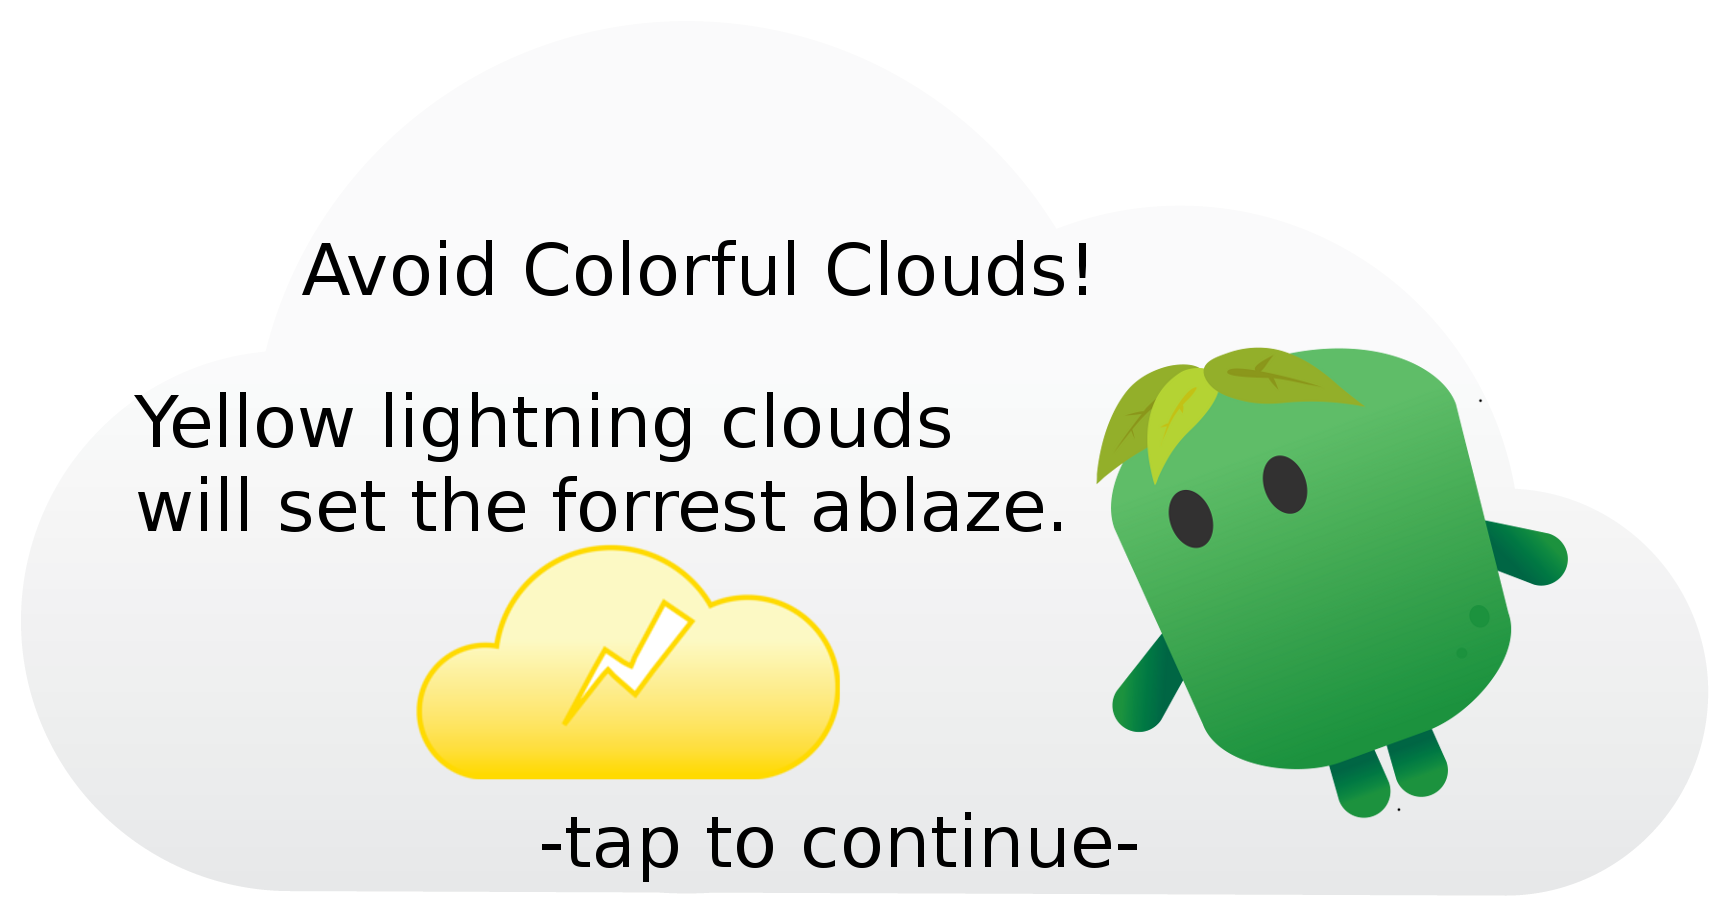 Avoid Colorful Clouds!
Yellow lightning clouds
will set the forrest ablaze.
-tap to continue-